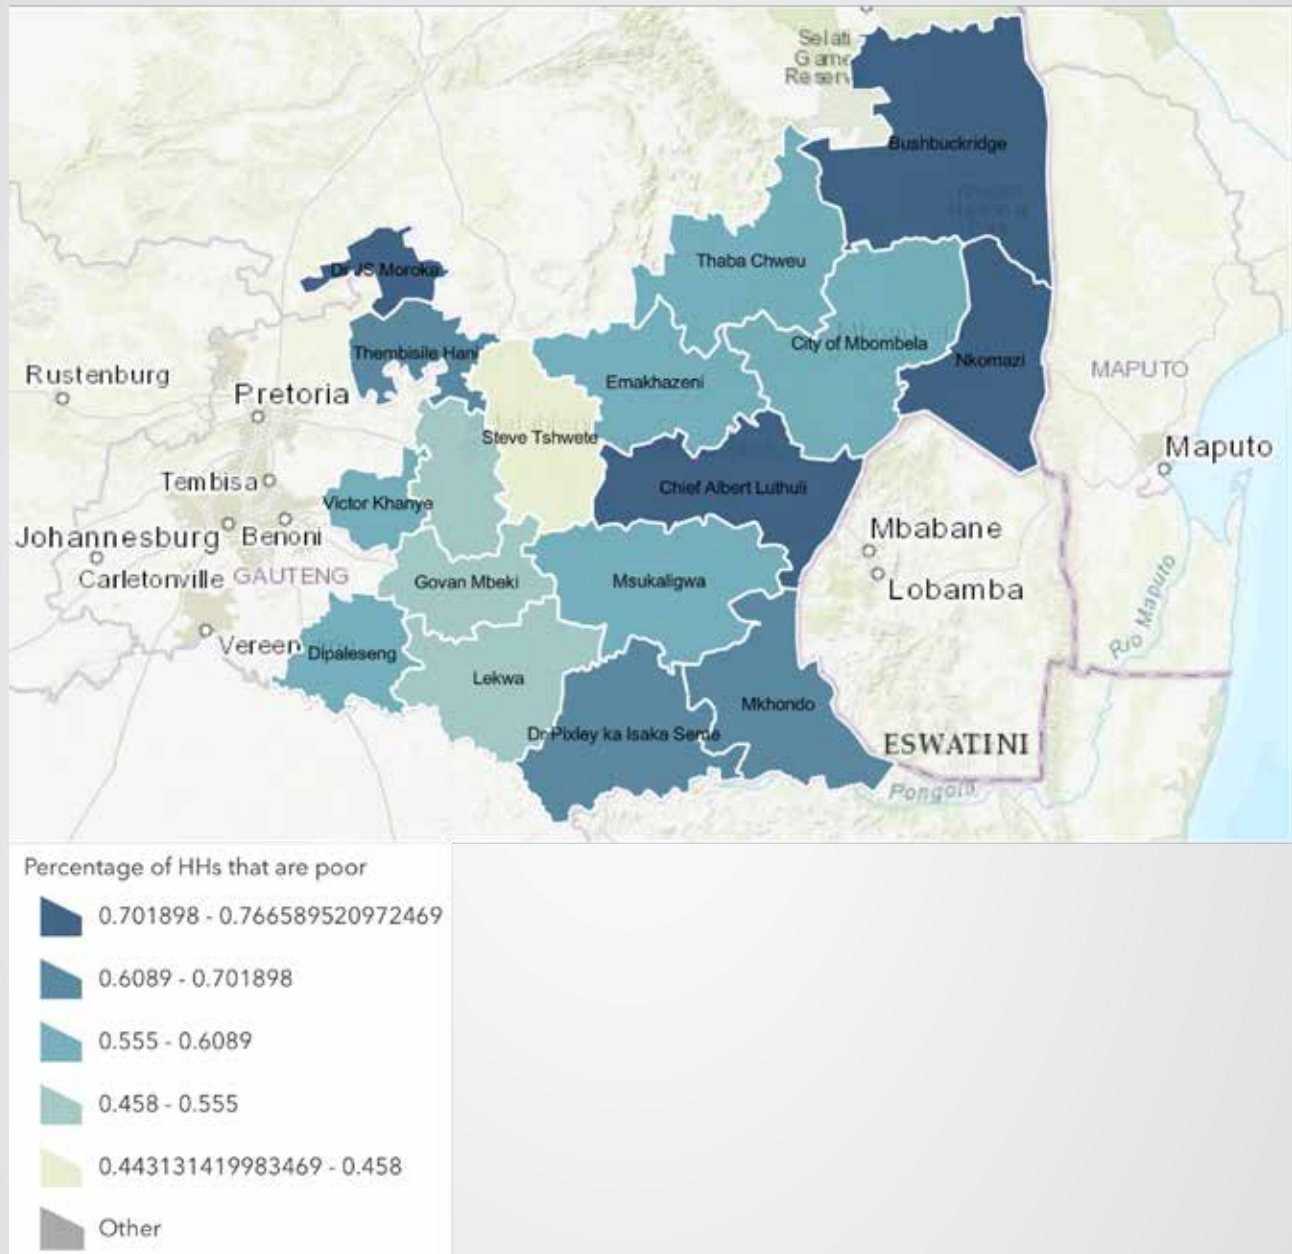 Selati
Game
Reserv
Bushbuckridge
Thaba Chweu
Dr JS Moroka
City of Mbombela
Thembisile Hani
Nkomazi
MAPUTO
Rustenburg
Emakhazeni
Pretoria
Steve Tshwete
Maputo
Tembisa
Chief Albert Luthuli
Victor Khanye
Mbabane
Johannesburg
Benoni
Carletonville
GAUTENG
Govan Mbeki
Msukaligwa
Lobamba
Rio Maputo
Vereen
Dipaleseng
Lekwa
Mkhondo
Dr Pixley ka Isaka Seme
ESWATINI
Pongola
Percentage of HHs that are poor
0.701898 - 0.766589520972469
0.6089 - 0.701898
0.555 - 0.6089
0.458 - 0.555
0.443131419983469 - 0.458
Other